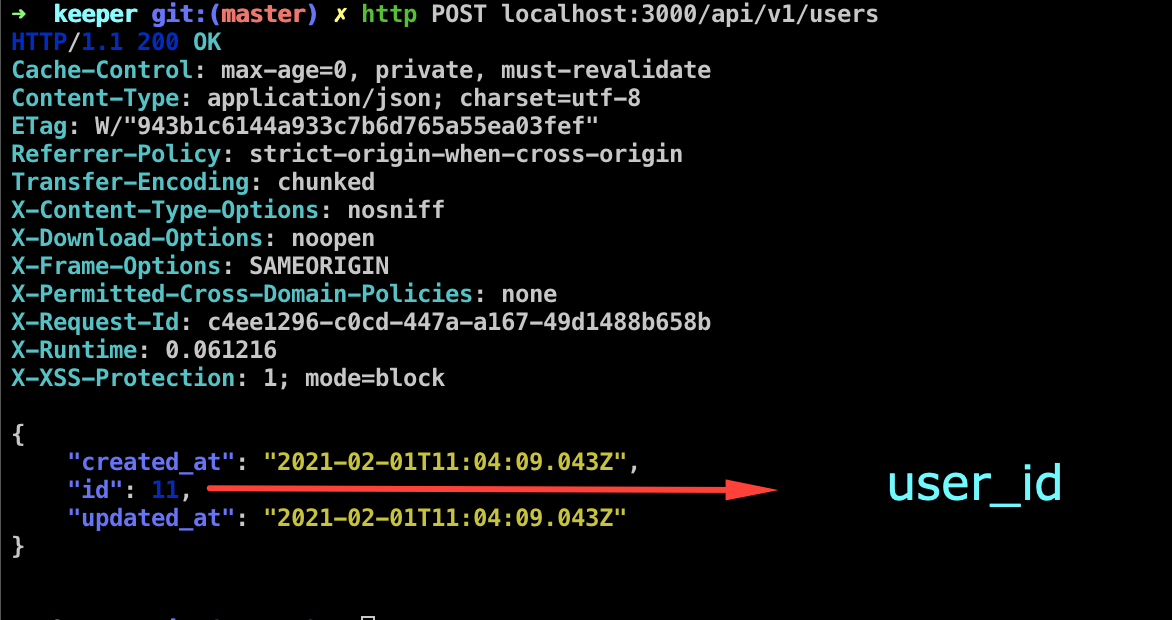 ➜  keeper git:(master) ✗ http POST localhost:3000/api/v1/users
HTTP/1.1 200 OK
Cache-Control: max-age=0, private, must-revalidate
Content-Type: application/json; charset=utf-8
ETag: W/"943b1c6144a933c7b6d765a55ea03fef"
Referrer-Policy: strict-origin-when-cross-origin
Transfer-Encoding: chunked
X-Content-Type-Options: nosniff
X-Download-Options: noopen
X-Frame-Options: SAMEORIGIN
X-Permitted-Cross-Domain-Policies: none
X-Request-Id: c4ee1296-c0cd-447a-a167-49d1488b658b
X-Runtime: 0.061216
X-XSS-Protection: 1; mode=block
{
    "created_at": "2021-02-01T11:04:09.043Z",
    "id": 11, user_id
    "updated_at": "2021-02-01T11:04:09.043Z"
}